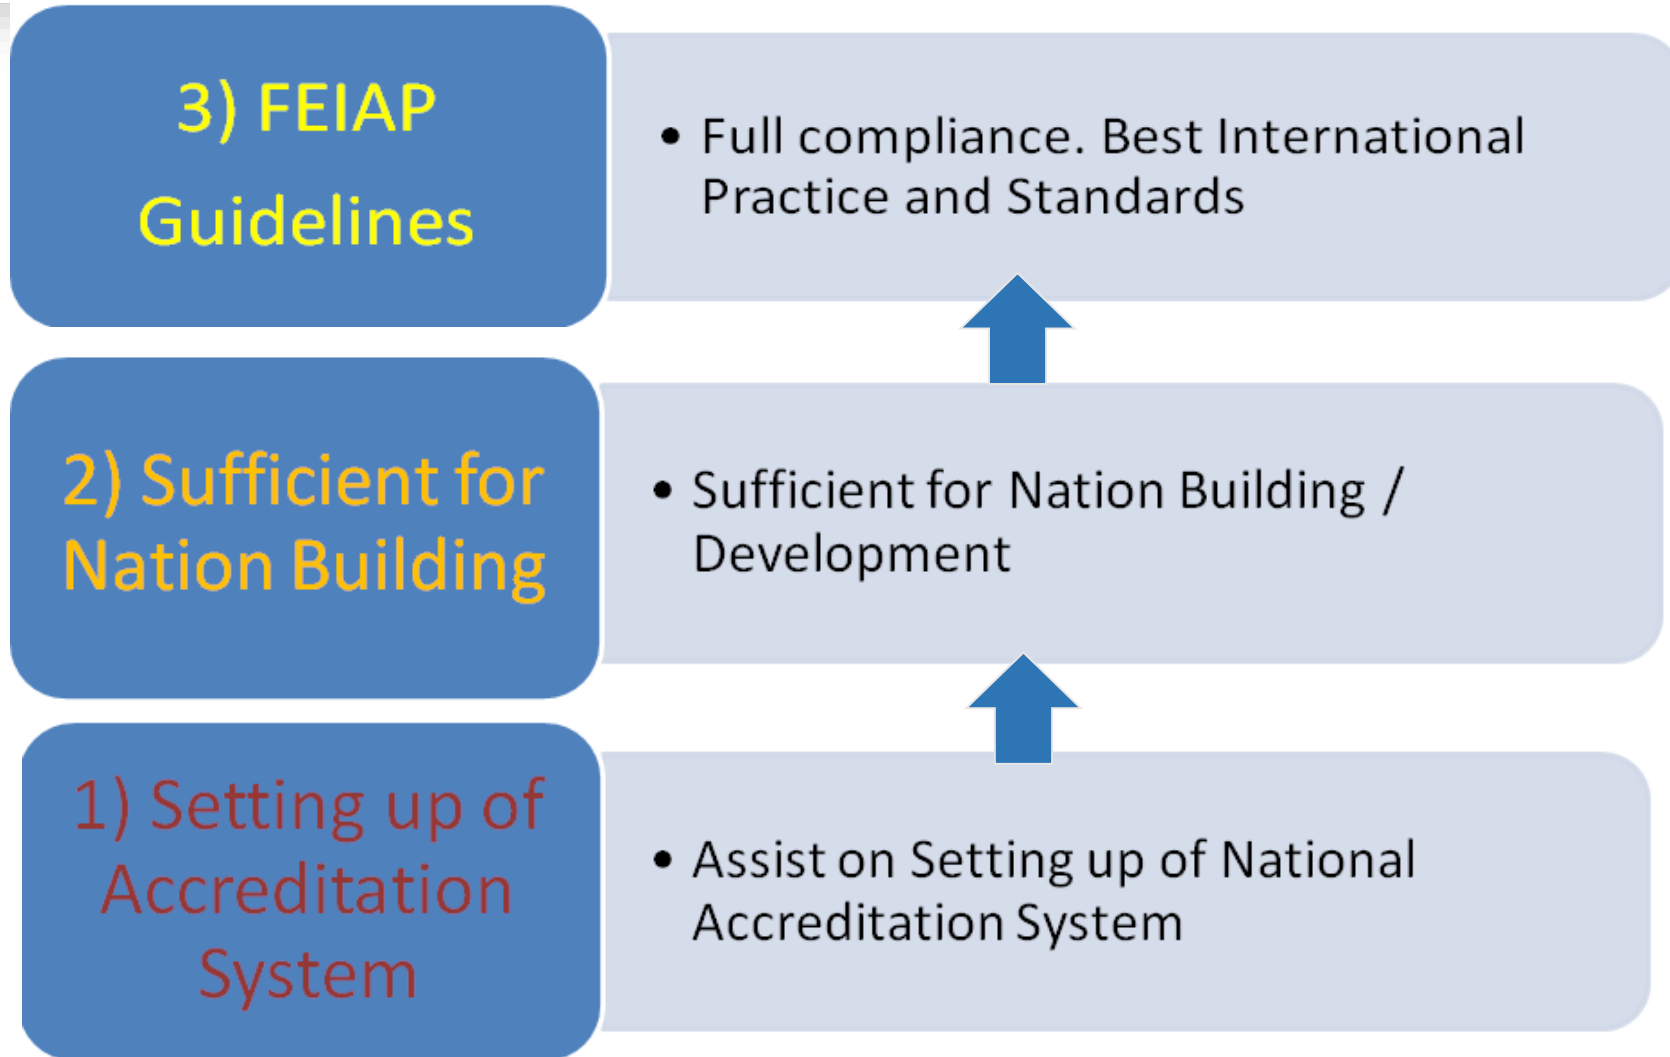 3) FEIAP
Guidelines
• Full compliance. Best International
Practice and Standards
2) Sufficient for
Nation Building
• Sufficient for Nation Building /
Development
1) Setting up of
Accreditation
System
• Assist on Setting up of National
Accreditation System